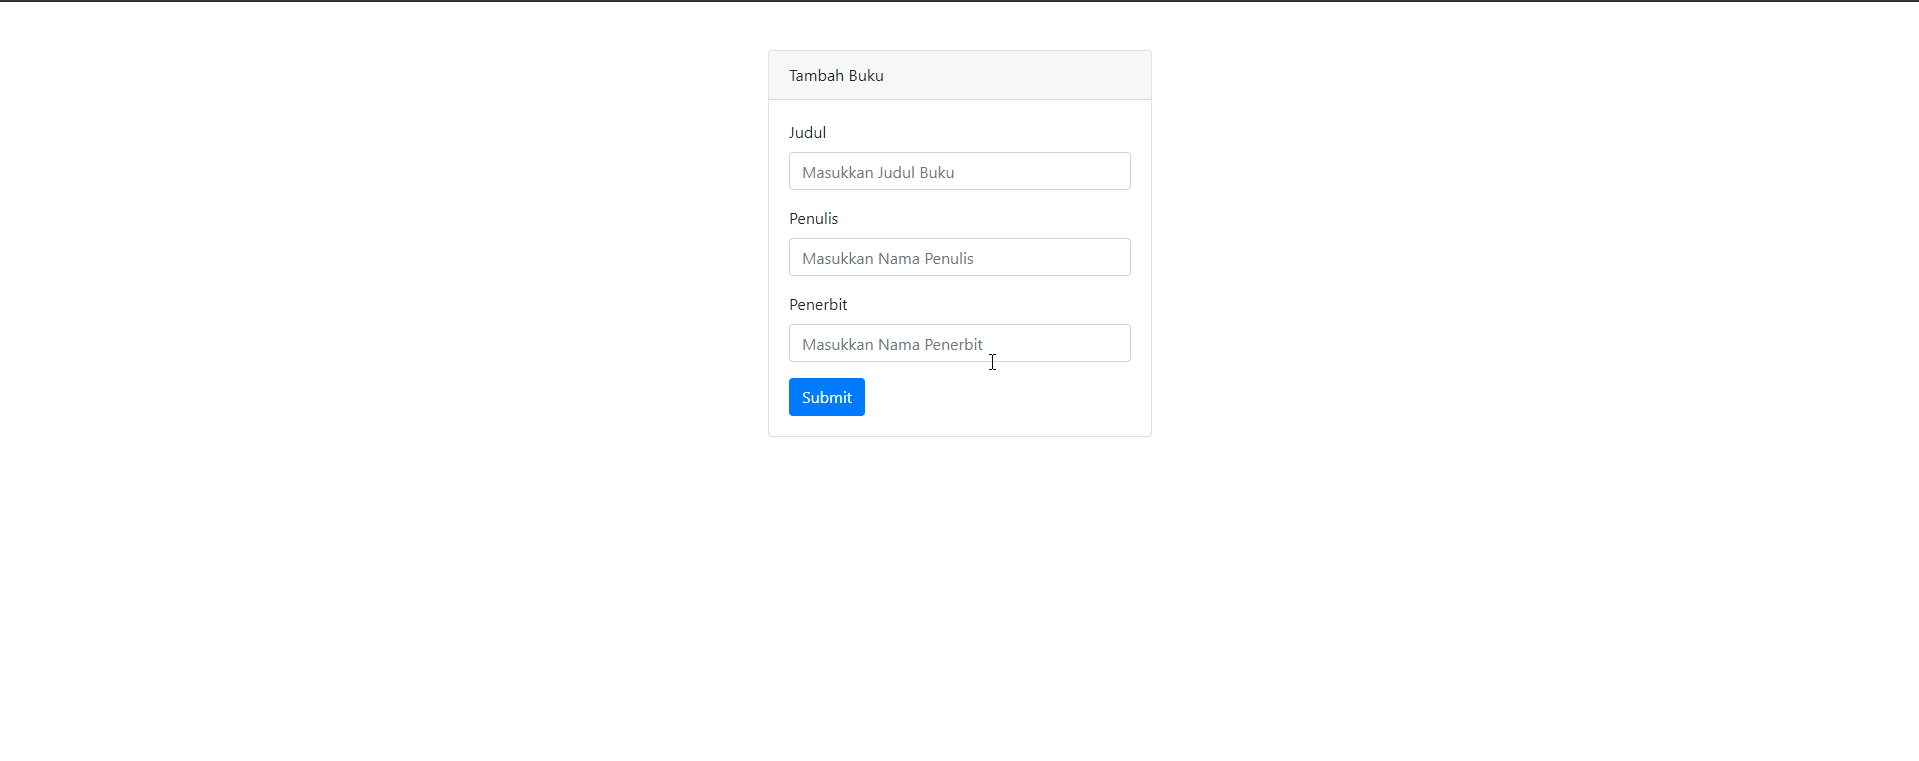 Tambah Buku
Judul
Masukkan Judul Buku
Penulis
Masukkan Nama Penulis
Penerbit
Masukkan Nama Penerbit
Submit